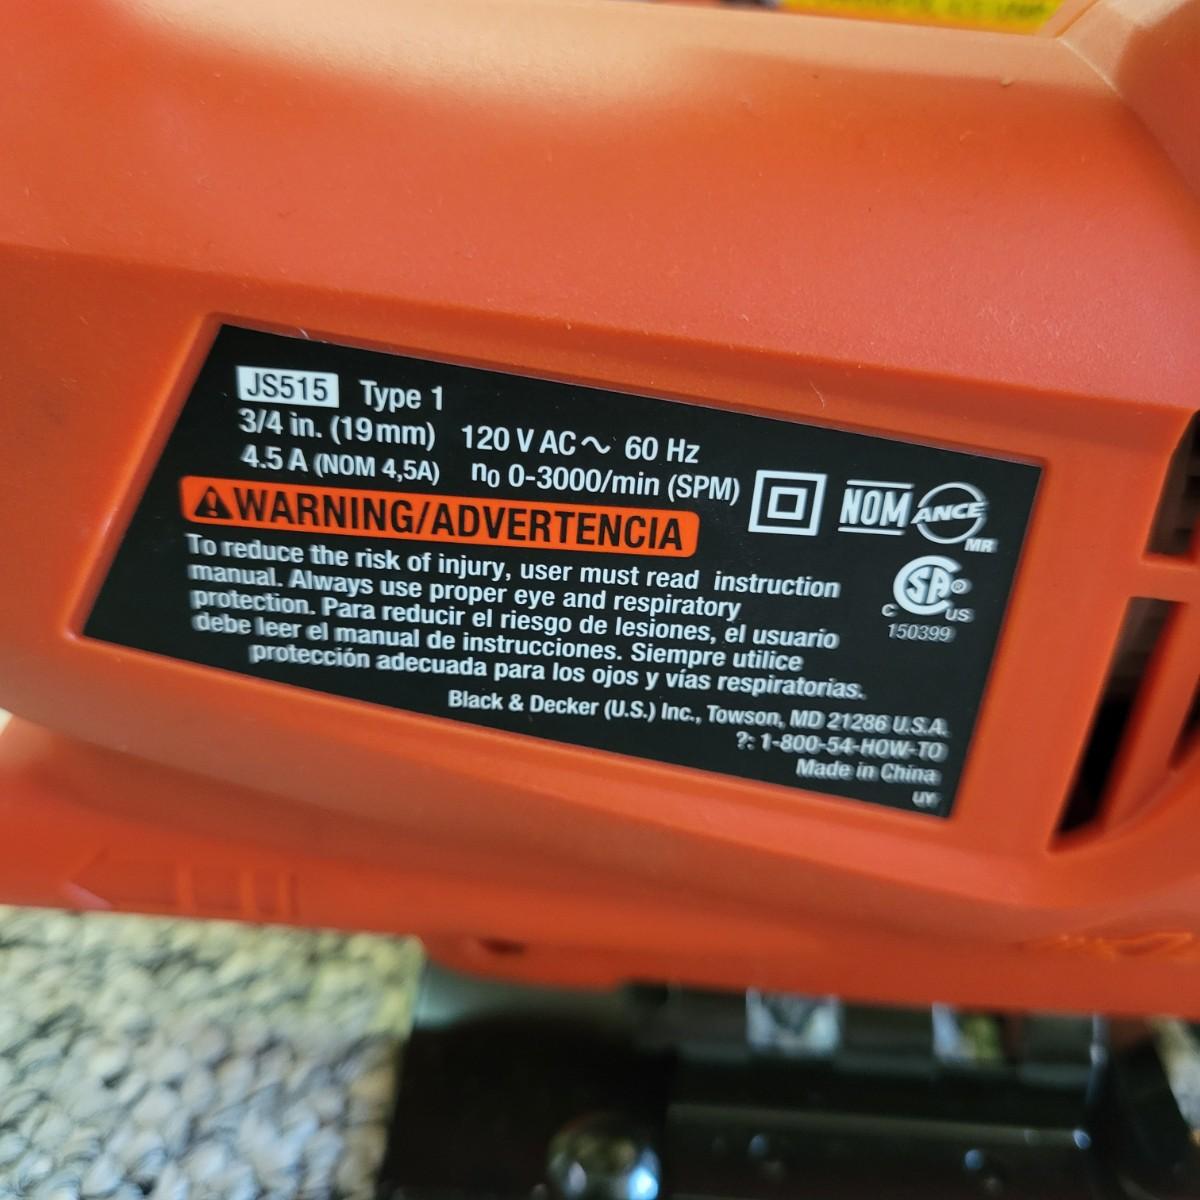 JS515 Type 1
3/4 in. (19mm) 120 V AC~ 60 Hz
4.5 A (NOM 4,5A) n0 0-3000/min (SPM)
NOM ANCE
MR
WARNING/ADVERTENCIA
To reduce the risk of injury, user must read instruction
manual. Always use proper eye and respiratory
protection. Para reducir el riesgo de lesiones, el usuario
debe leer el manual de instrucciones. Siempre utilice
protección adecuada para los ojos y vías respiratorias.
SA®
C US
150399
Black & Decker (U.S.) Inc., Towson, MD 21286 U.S.A.
?: 1-800-54-HOW-TO
Made in China
UY